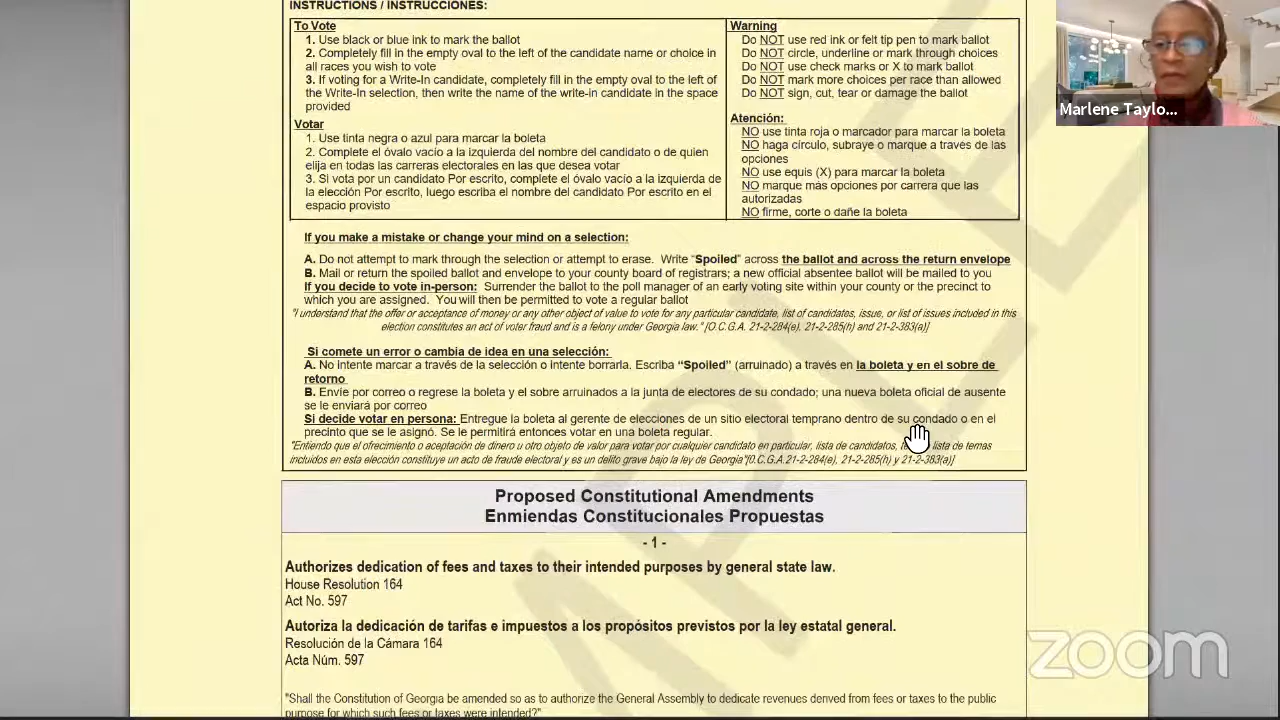 INSTRUCTIONS / INSTRUCCIONES:
To Vote
1. Use black or blue ink to mark the ballot
2. Completely fill in the empty oval to the left of the candidate name or choice in
all races you wish to vote
3. If voting for a Write-In candidate, completely fill in the empty oval to the left of
the Write-In selection, then write the name of the write-in candidate in the space
provided
Votar
1. Use tinta negra o azul para marcar la boleta
2. Complete el óvalo vacío a la izquierda del nombre del candidato o de quien
elija en todas las carreras electorales en las que desea votar
3. Si vota por un candidato Por escrito, complete el óvalo vacío a la izquierda de
la elección Por escrito, luego escriba el nombre del candidato Por escrito en el
espacio provisto
Warning
Do NOT use red ink or felt tip pen to mark ballot
Do NOT circle, underline or mark through choices
Do NOT use check marks or X to mark ballot
Do NOT mark more choices per race than allowed
Do NOT sign, cut, tear or damage the ballot
Atención:
NO use tinta roja o marcador para marcar la boleta
NO haga círculo, subraye o marque a través de las
opciones
NO use equis (X) para marcar la boleta
NO marque más opciones por carrera que las
autorizadas
NO firme, corte o dañe la boleta
If you make a mistake or change your mind on a selection:
A. Do not attempt to mark through the selection or attempt to erase. Write “Spoiled” across the ballot and across the return envelope
B. Mail or return the spoiled ballot and envelope to your county board of registrars; a new official absentee ballot will be mailed to you
If you decide to vote in-person: Surrender the ballot to the poll manager of an early voting site within your county or the precinct to
which you are assigned. You will then be permitted to vote a regular ballot
"I understand that the offer or acceptance of money or any other object of value to vote for any particular candidate, list of candidates, issue, or list of issues included in this
election constitutes an act of voter fraud and is a felony under Georgia law." [O.C.G.A. 21-2-284(e), 21-2-285(h) and 21-2-383(a)]
Si comete un error o cambia de idea en una selección:
A. No intente marcar a través de la selección o intente borrarla. Escriba “Spoiled” (arruinado) a través en la boleta y en el sobre de
retorno
B. Envíe por correo o regrese la boleta y el sobre arruinados a la junta de electores de su condado; una nueva boleta oficial de ausente
se le enviará por correo
Si decide votar en persona: Entregue la boleta al gerente de elecciones de un sitio electoral temprano dentro de su condado o en el
precinto que se le asignó. Se le permitirá entonces votar en una boleta regular.
"Entiendo que el ofrecimiento o aceptación de dinero u otro objeto de valor para votar por cualquier candidato en particular, lista de candidatos, lista de temas
incluidos en esta elección constituye un acto de fraude electoral y es un delito grave bajo la ley de Georgia"[O.C.G.A.21-2-284(e), 21-2-285(h) y 21-2-383(a)]
Proposed Constitutional Amendments
Enmiendas Constitucionales Propuestas
- 1 -
Authorizes dedication of fees and taxes to their intended purposes by general state law.
House Resolution 164
Act No. 597
Autoriza la dedicación de tarifas e impuestos a los propósitos previstos por la ley estatal general.
Resolución de la Cámara 164
Acta Núm. 597
"Shall the Constitution of Georgia be amended so as to authorize the General Assembly to dedicate revenues derived from fees or taxes to the public
purpose for which such fees or taxes were intended?"
Marlene Taylo...
zoom